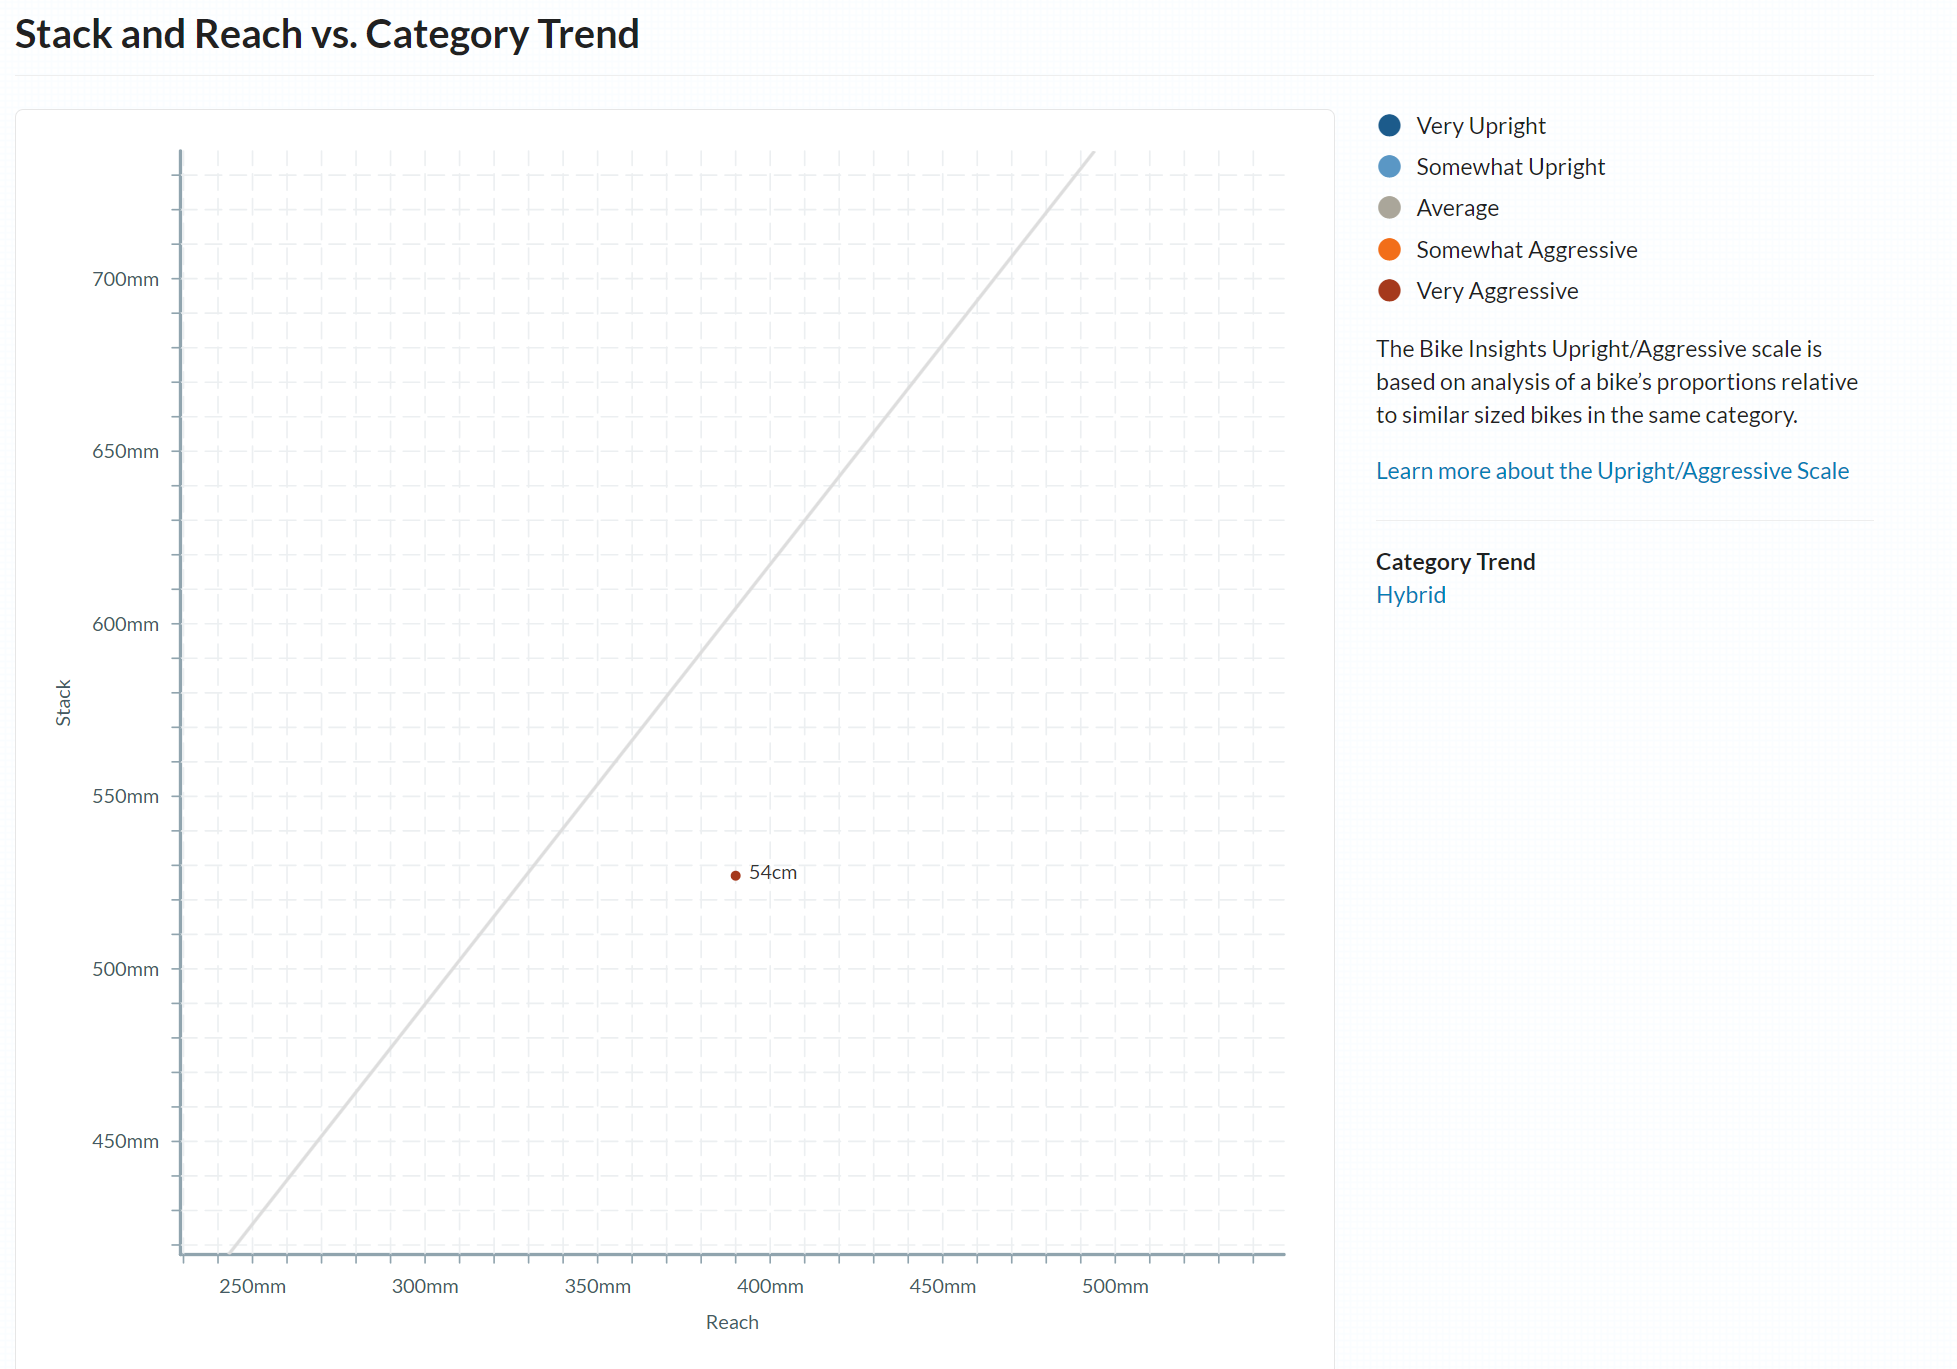 Stack and Reach vs. Category Trend
700mm
650mm
600mm
550mm
500mm
450mm
Stack
54cm
250mm
300mm
350mm
400mm
450mm
500mm
Reach
Very Upright
Somewhat Upright
Average
Somewhat Aggressive
Very Aggressive
The Bike Insights Upright/Aggressive scale is
based on analysis of a bike’s proportions relative
to similar sized bikes in the same category.
Learn more about the Upright/Aggressive Scale
Category Trend
Hybrid